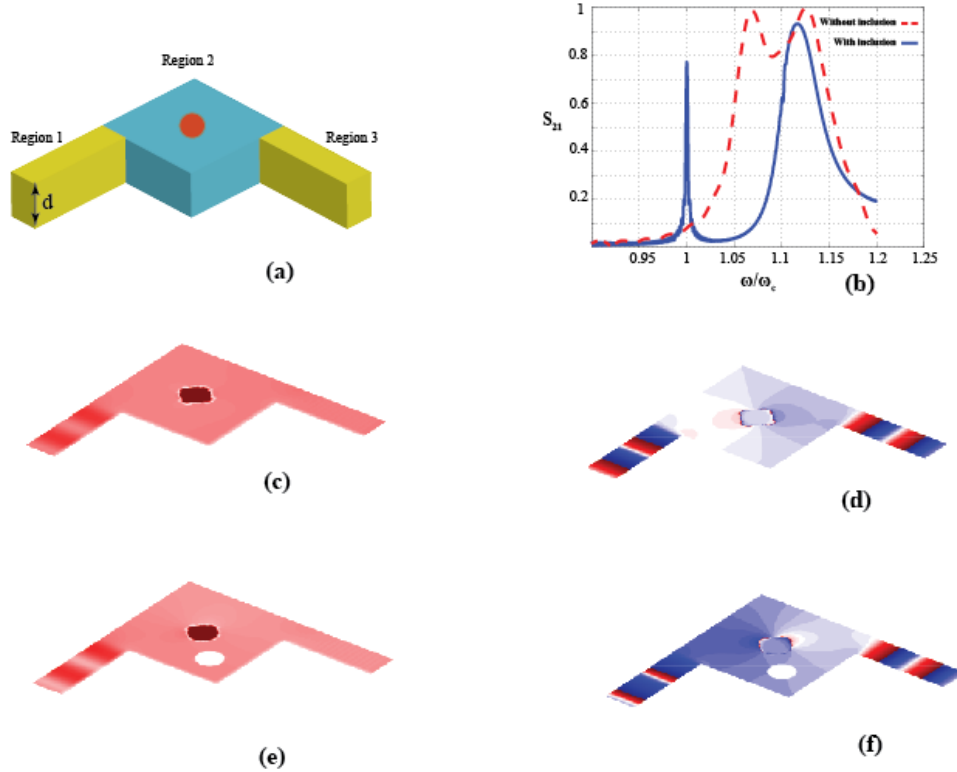 Region 2
Region 1
Region 3
d
(a)
1
0.8
0.6
S21
0.4
0.2
0.95
1
1.05
1.1
1.15
1.2
1.25
ω/ωc
Without inclusion
With inclusion
(b)
(c)
(d)
(e)
(f)